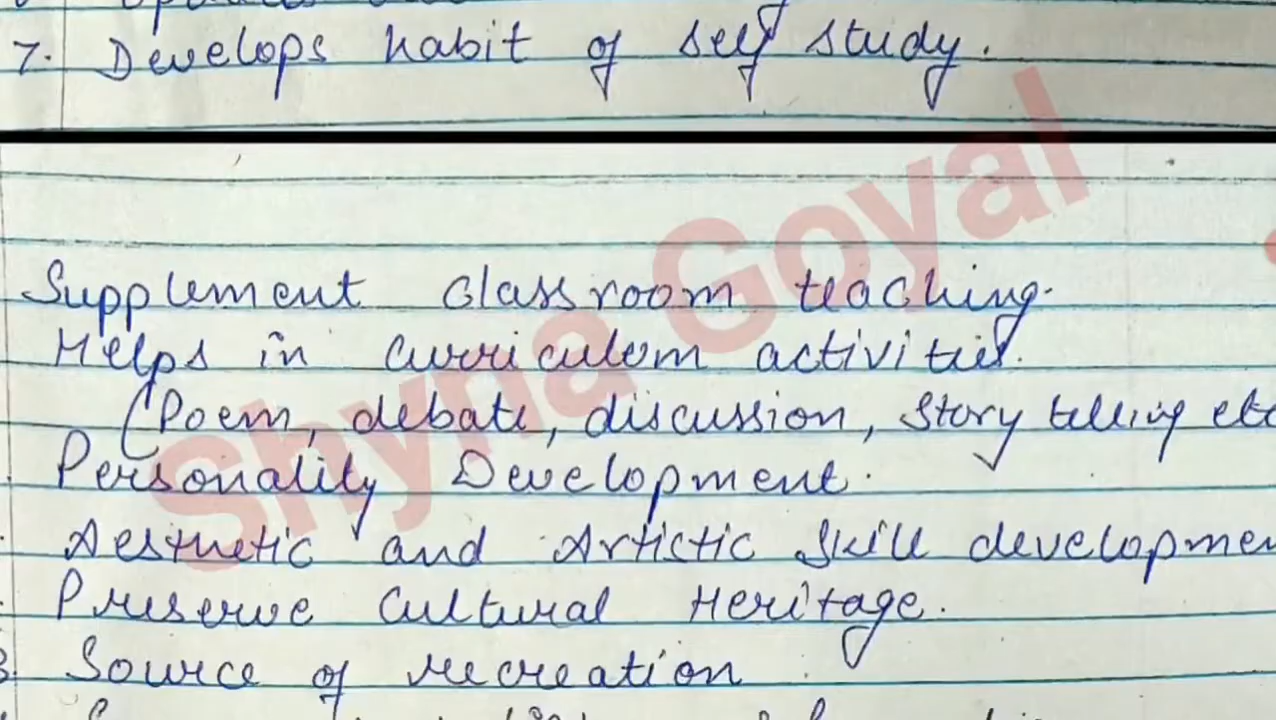 7. Develops habit of self study.
Shyna Goyal
Supplement classroom teaching.
Helps in curriculum activities.
(Poem, debate, discussion, story telling etc
Personality Development.
Aesthetic and Artictic skill developmen
Preserve Cultural Heritage.
Source of recreation